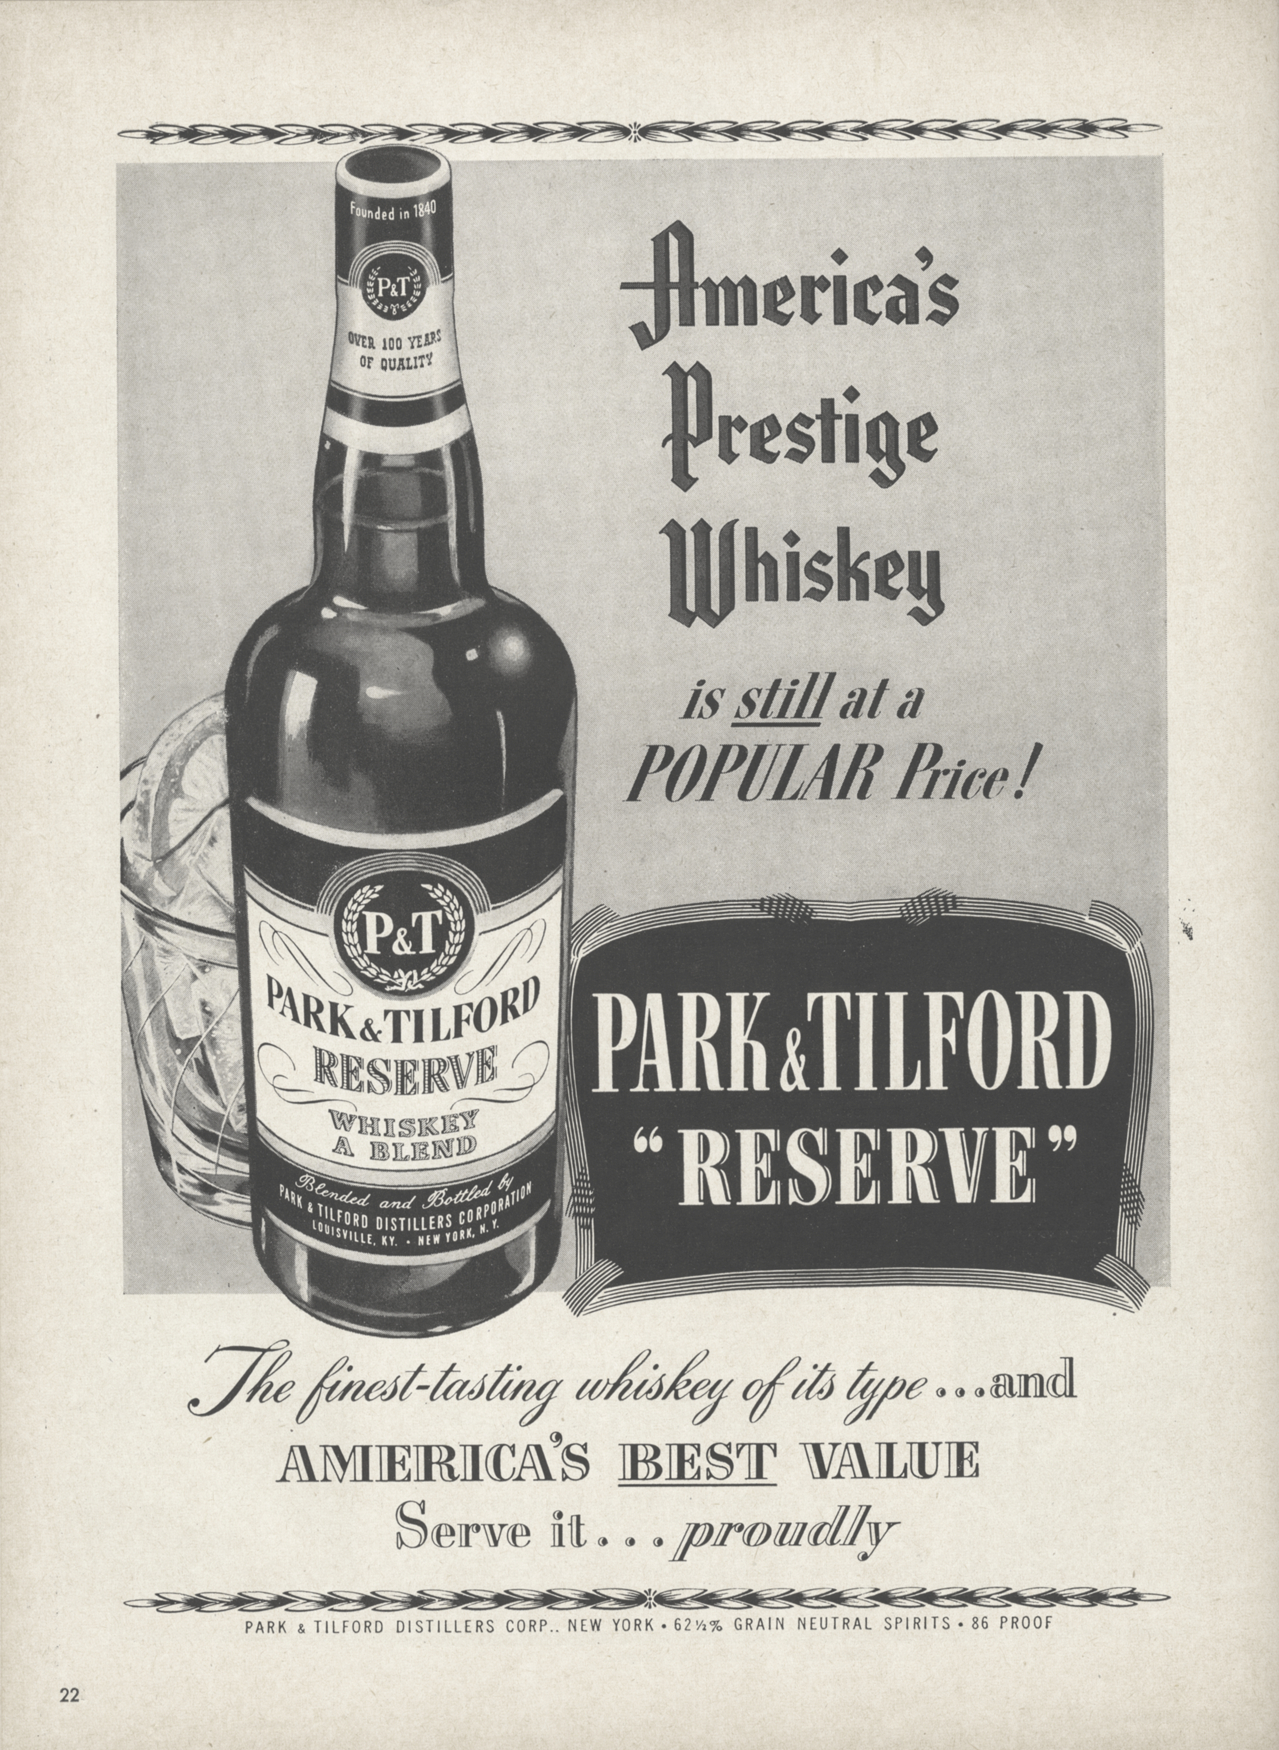 Founded in 1840
P&T
OVER 100 YEARS
OF QUALITY
America's
Prestige
Whiskey
is still at a
POPULAR Price!
P&T
PARK & TILFORD
RESERVE
WHISKEY
A BLEND
Blended and Bottled by
PARK & TILFORD DISTILLERS CORPORATION
LOUISVILLE, KY. • NEW YORK, N. Y.
PARK & TILFORD
“RESERVE”
The finest-tasting whiskey of its type...and
AMERICA'S BEST VALUE
Serve it...proudly
PARK & TILFORD DISTILLERS CORP.. NEW YORK • 62½% GRAIN NEUTRAL SPIRITS • 86 PROOF
22